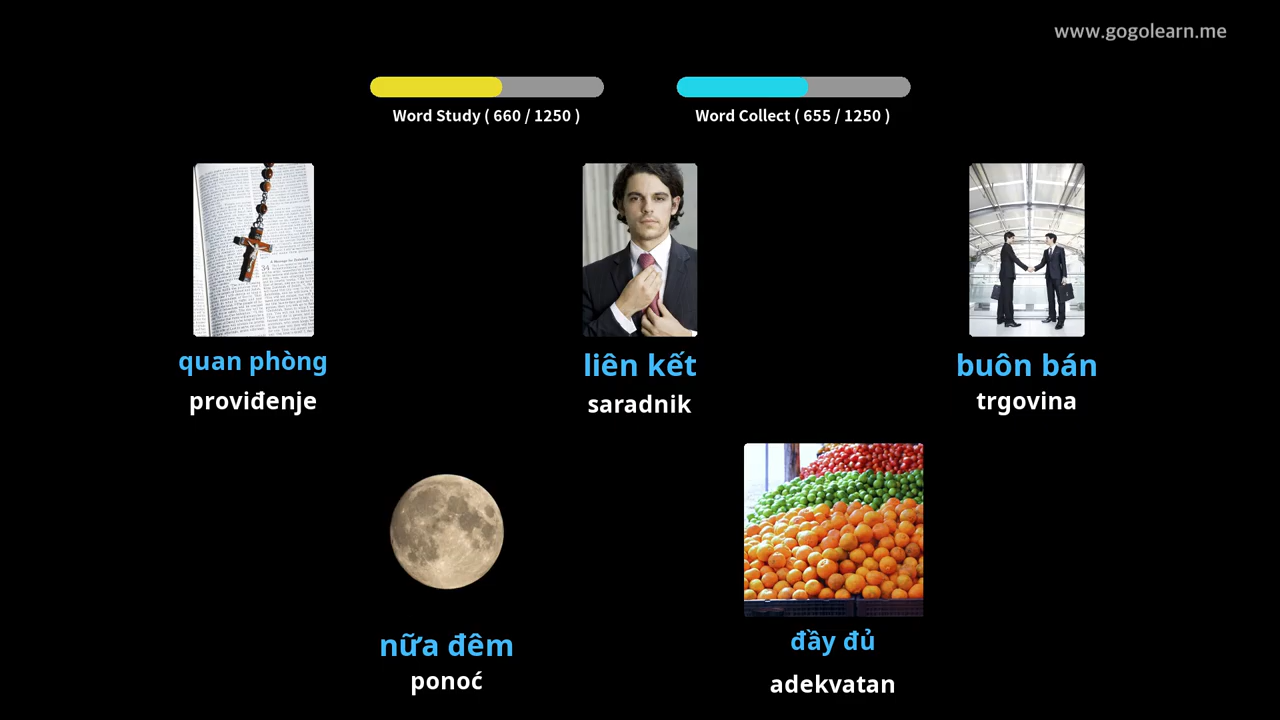 www.gogolearn.me
Word Study ( 660 / 1250 )
Word Collect ( 655 / 1250 )
quan phòng
liên kết
buôn bán
proviđenje
saradnik
trgovina
nữa đêm
đầy đủ
ponoć
adekvatan